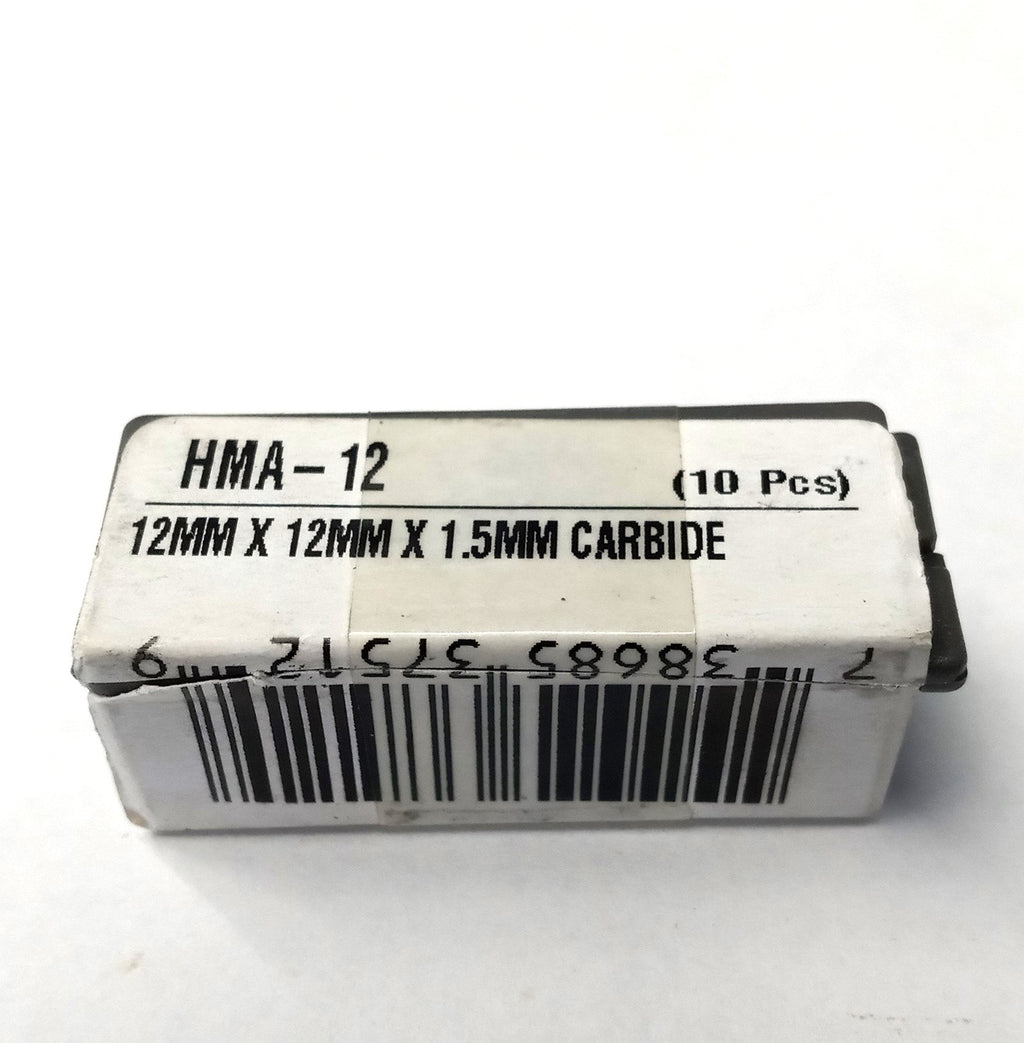 HMA-12
(10 Pcs)
12MM X 12MM X 1.5MM CARBIDE
7 38685 37512 9